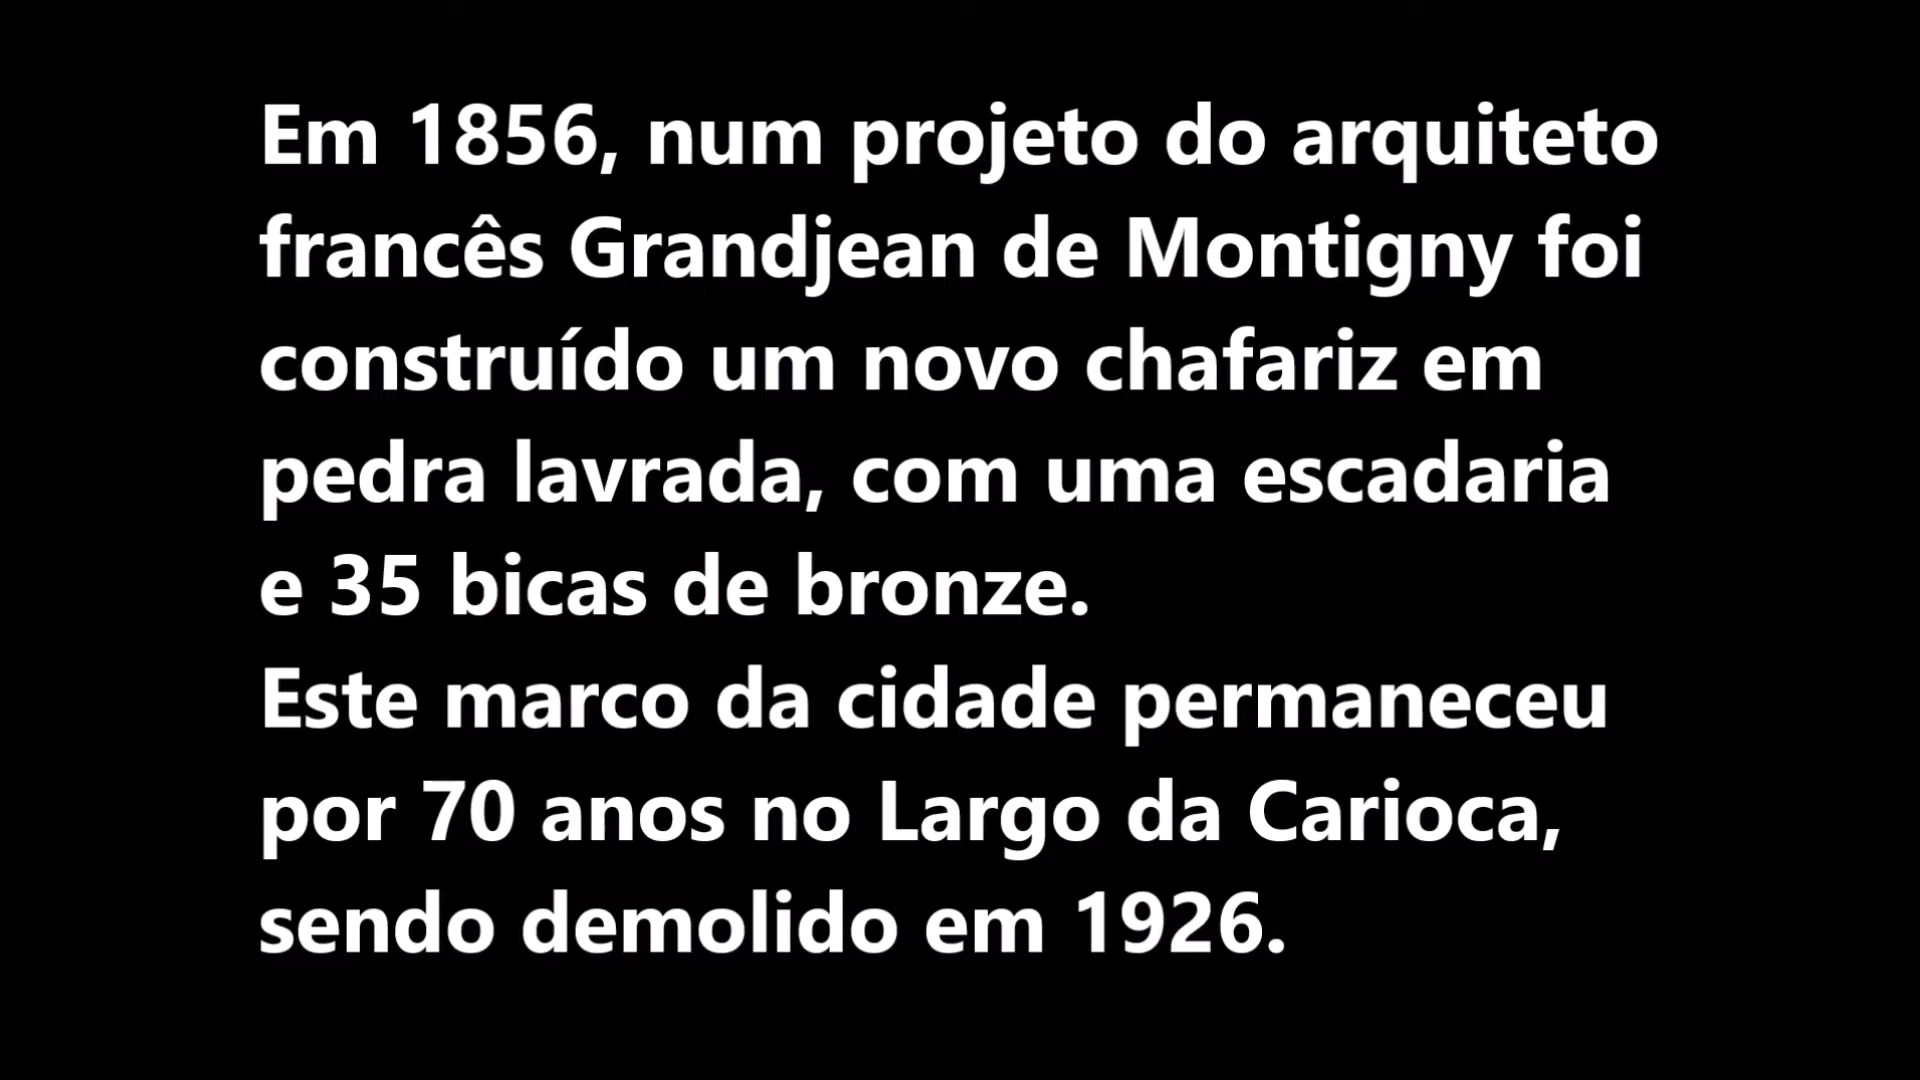 Em 1856, num projeto do arquiteto
francês Grandjean de Montigny foi
construído um novo chafariz em
pedra lavrada, com uma escadaria
e 35 bicas de bronze.
Este marco da cidade permaneceu
por 70 anos no Largo da Carioca,
sendo demolido em 1926.